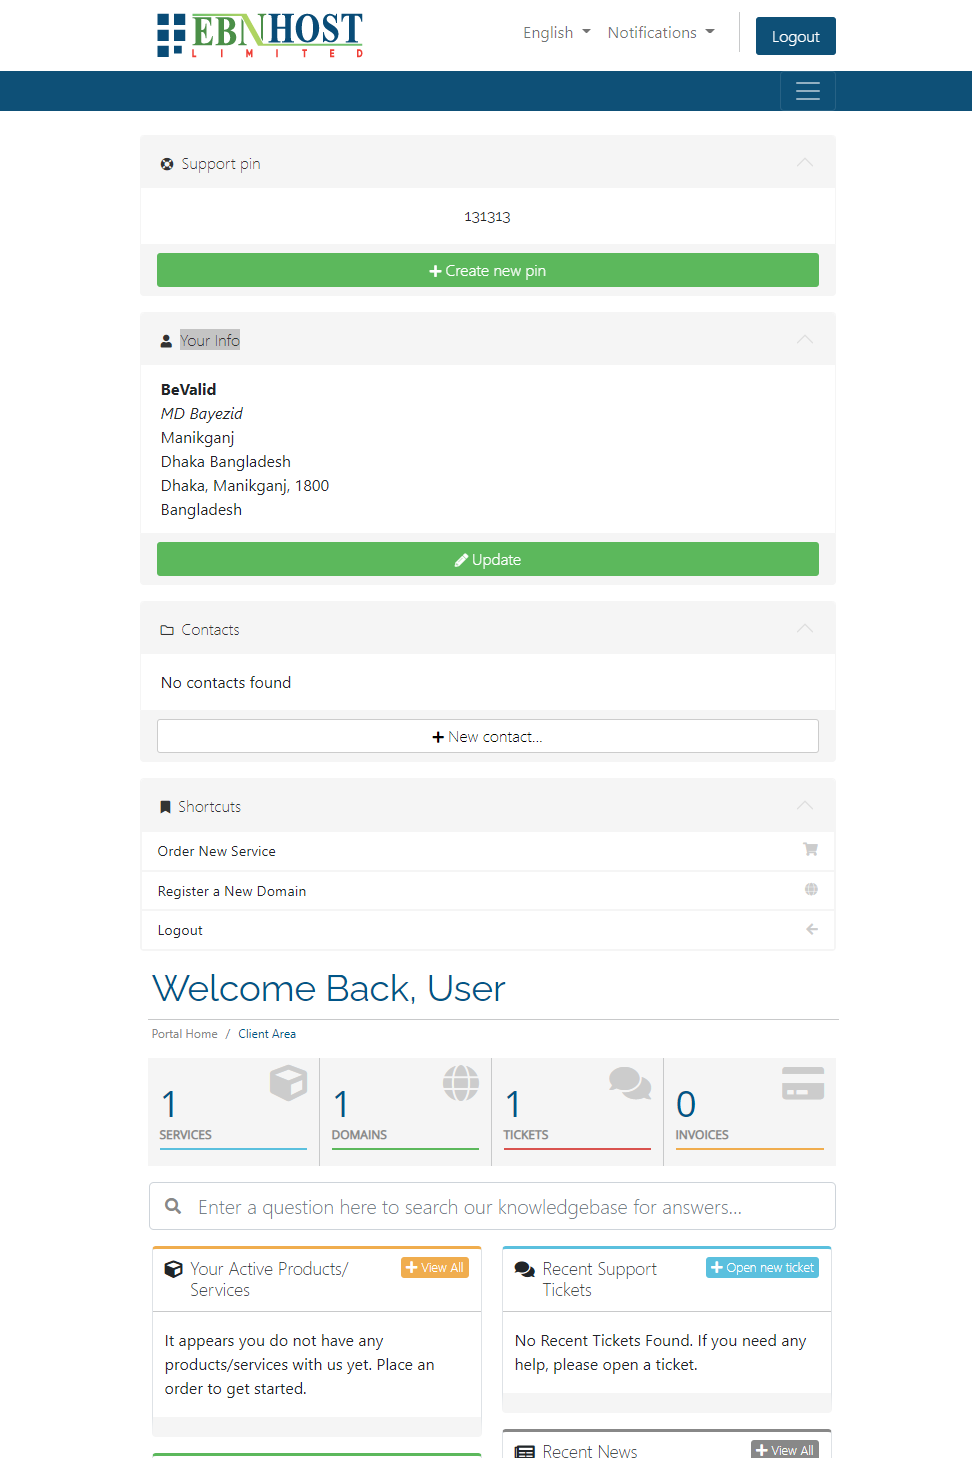 EBNHOST
LIMITED
English
Notifications
Logout
Support pin
131313
Create new pin
Your Info
BeValid
MD Bayezid
Manikganj
Dhaka Bangladesh
Dhaka, Manikganj, 1800
Bangladesh
Update
Contacts
No contacts found
New contact...
Shortcuts
Order New Service
Register a New Domain
Logout
Welcome Back, User
Portal Home / Client Area
1
SERVICES
1
DOMAINS
1
TICKETS
0
INVOICES
Enter a question here to search our knowledgebase for answers...
Your Active Products/
Services
View All
It appears you do not have any
products/services with us yet. Place an
order to get started.
Recent Support
Tickets
Open new ticket
No Recent Tickets Found. If you need any
help, please open a ticket.
Recent News
View All